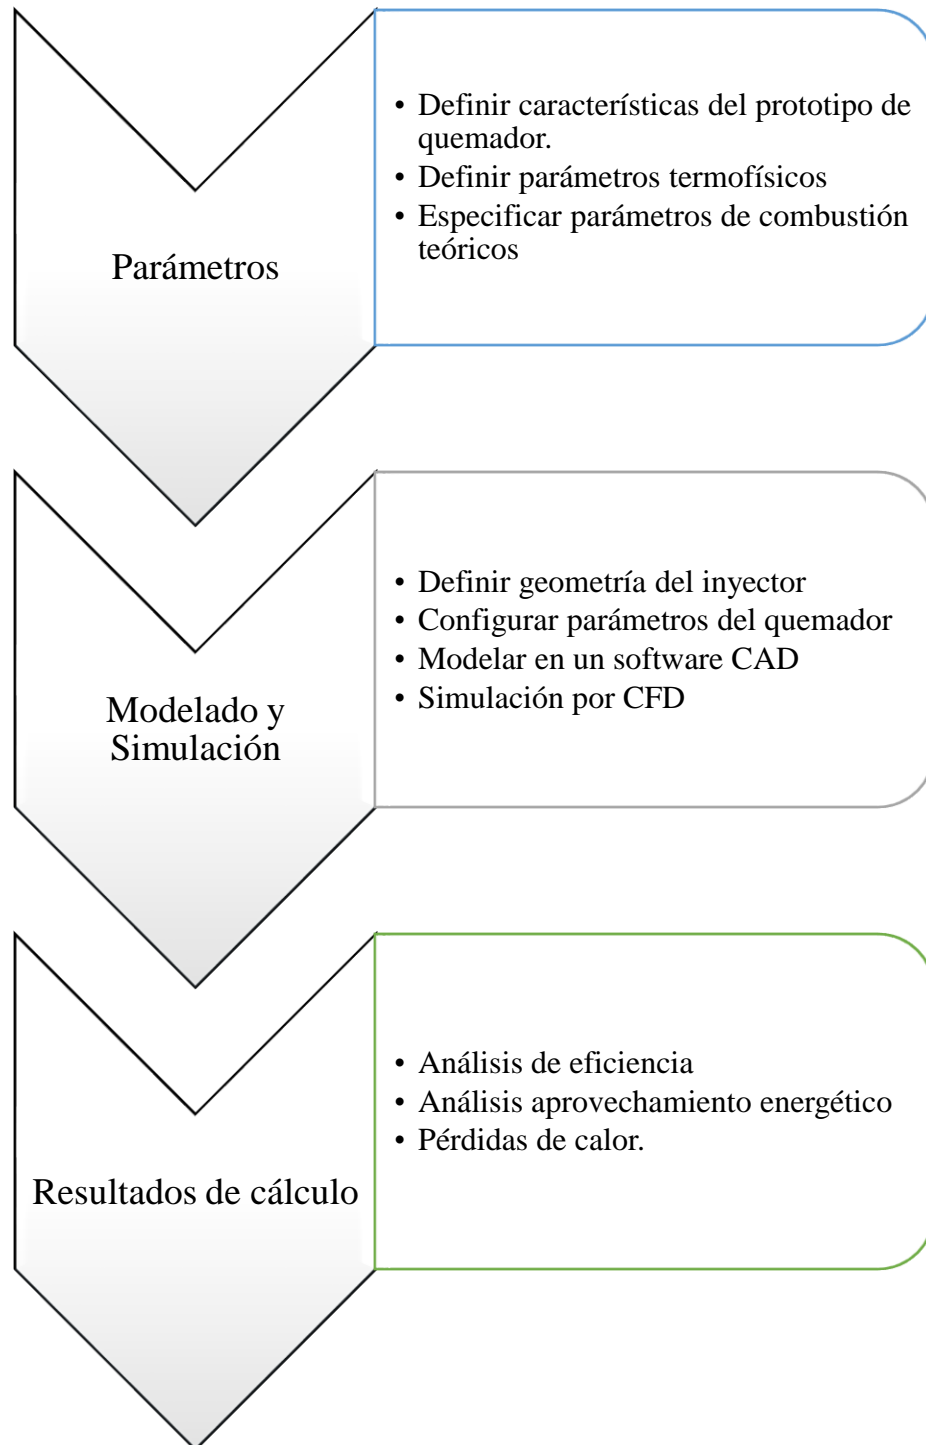 Parámetros
• Definir características del prototipo de
quemador.
• Definir parámetros termofísicos
• Especificar parámetros de combustión
teóricos
Modelado y
Simulación
• Definir geometría del inyector
• Configurar parámetros del quemador
• Modelar en un software CAD
• Simulación por CFD
Resultados de cálculo
• Análisis de eficiencia
• Análisis aprovechamiento energético
• Pérdidas de calor.